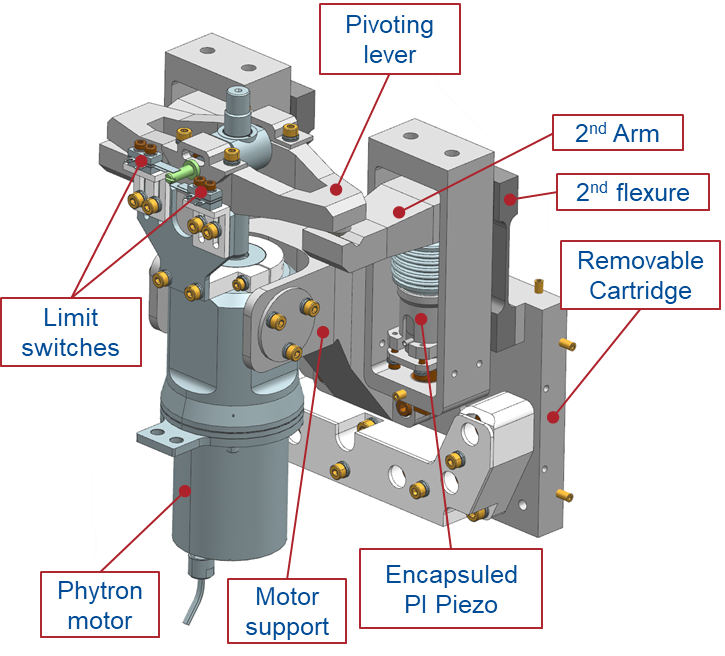 Pivoting
lever
2nd Arm
2nd flexure
Removable
Cartridge
Limit
switches
Phytron
motor
Motor
support
Encapsuled
PI Piezo